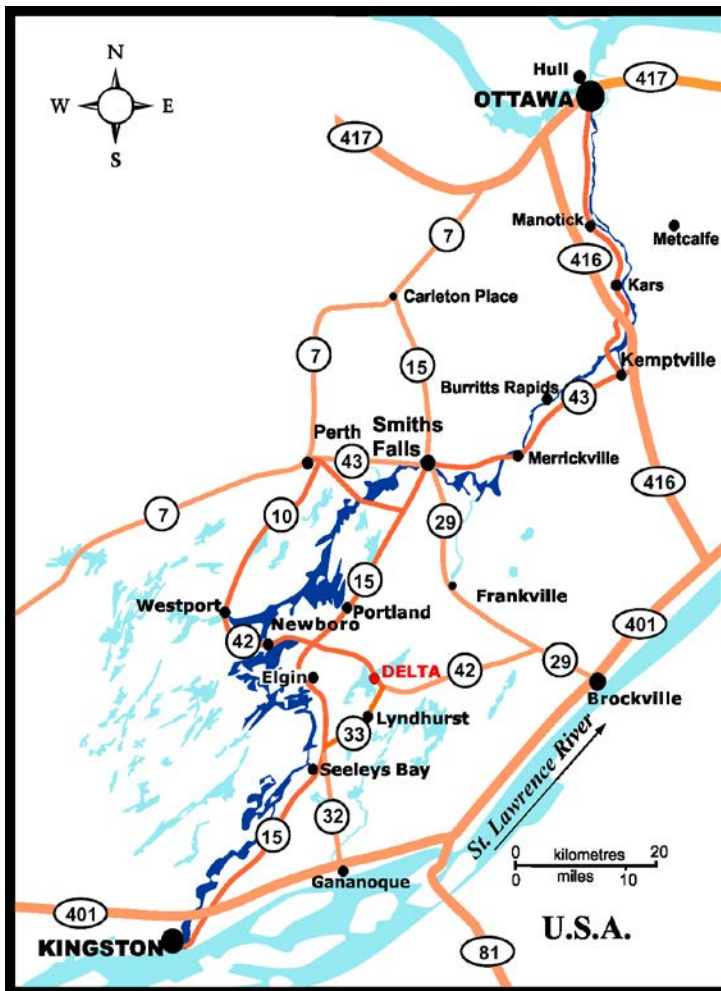 N
W
E
S
Hull
OTTAWA
417
417
Manotick
Metcalfe
7
416
Kars
Carleton Place
7
15
Kemptville
Burritts Rapids
43
Smiths
Falls
Perth
43
Merrickville
416
7
10
29
15
Frankville
Westport
Portland
Newboro
42
401
Elgin
DELTA
42
29
Brockville
Lyndhurst
33
Seeleys Bay
St. Lawrence River
32
15
0 kilometres 20
0 miles 10
Gananoque
401
U.S.A.
KINGSTON
81